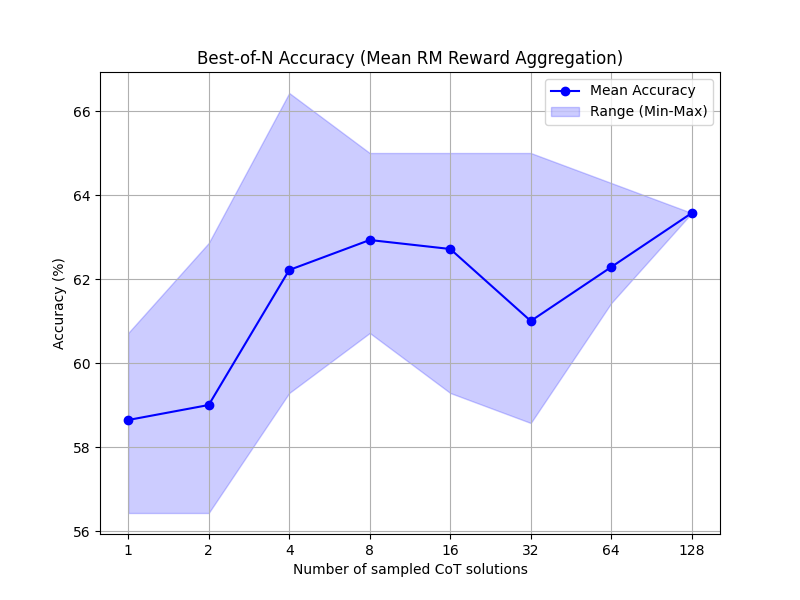 Best-of-N Accuracy (Mean RM Reward Aggregation)
Mean Accuracy
Range (Min-Max)
Accuracy (%)
66
64
62
60
58
56
1 2 4 8 16 32 64 128
Number of sampled CoT solutions